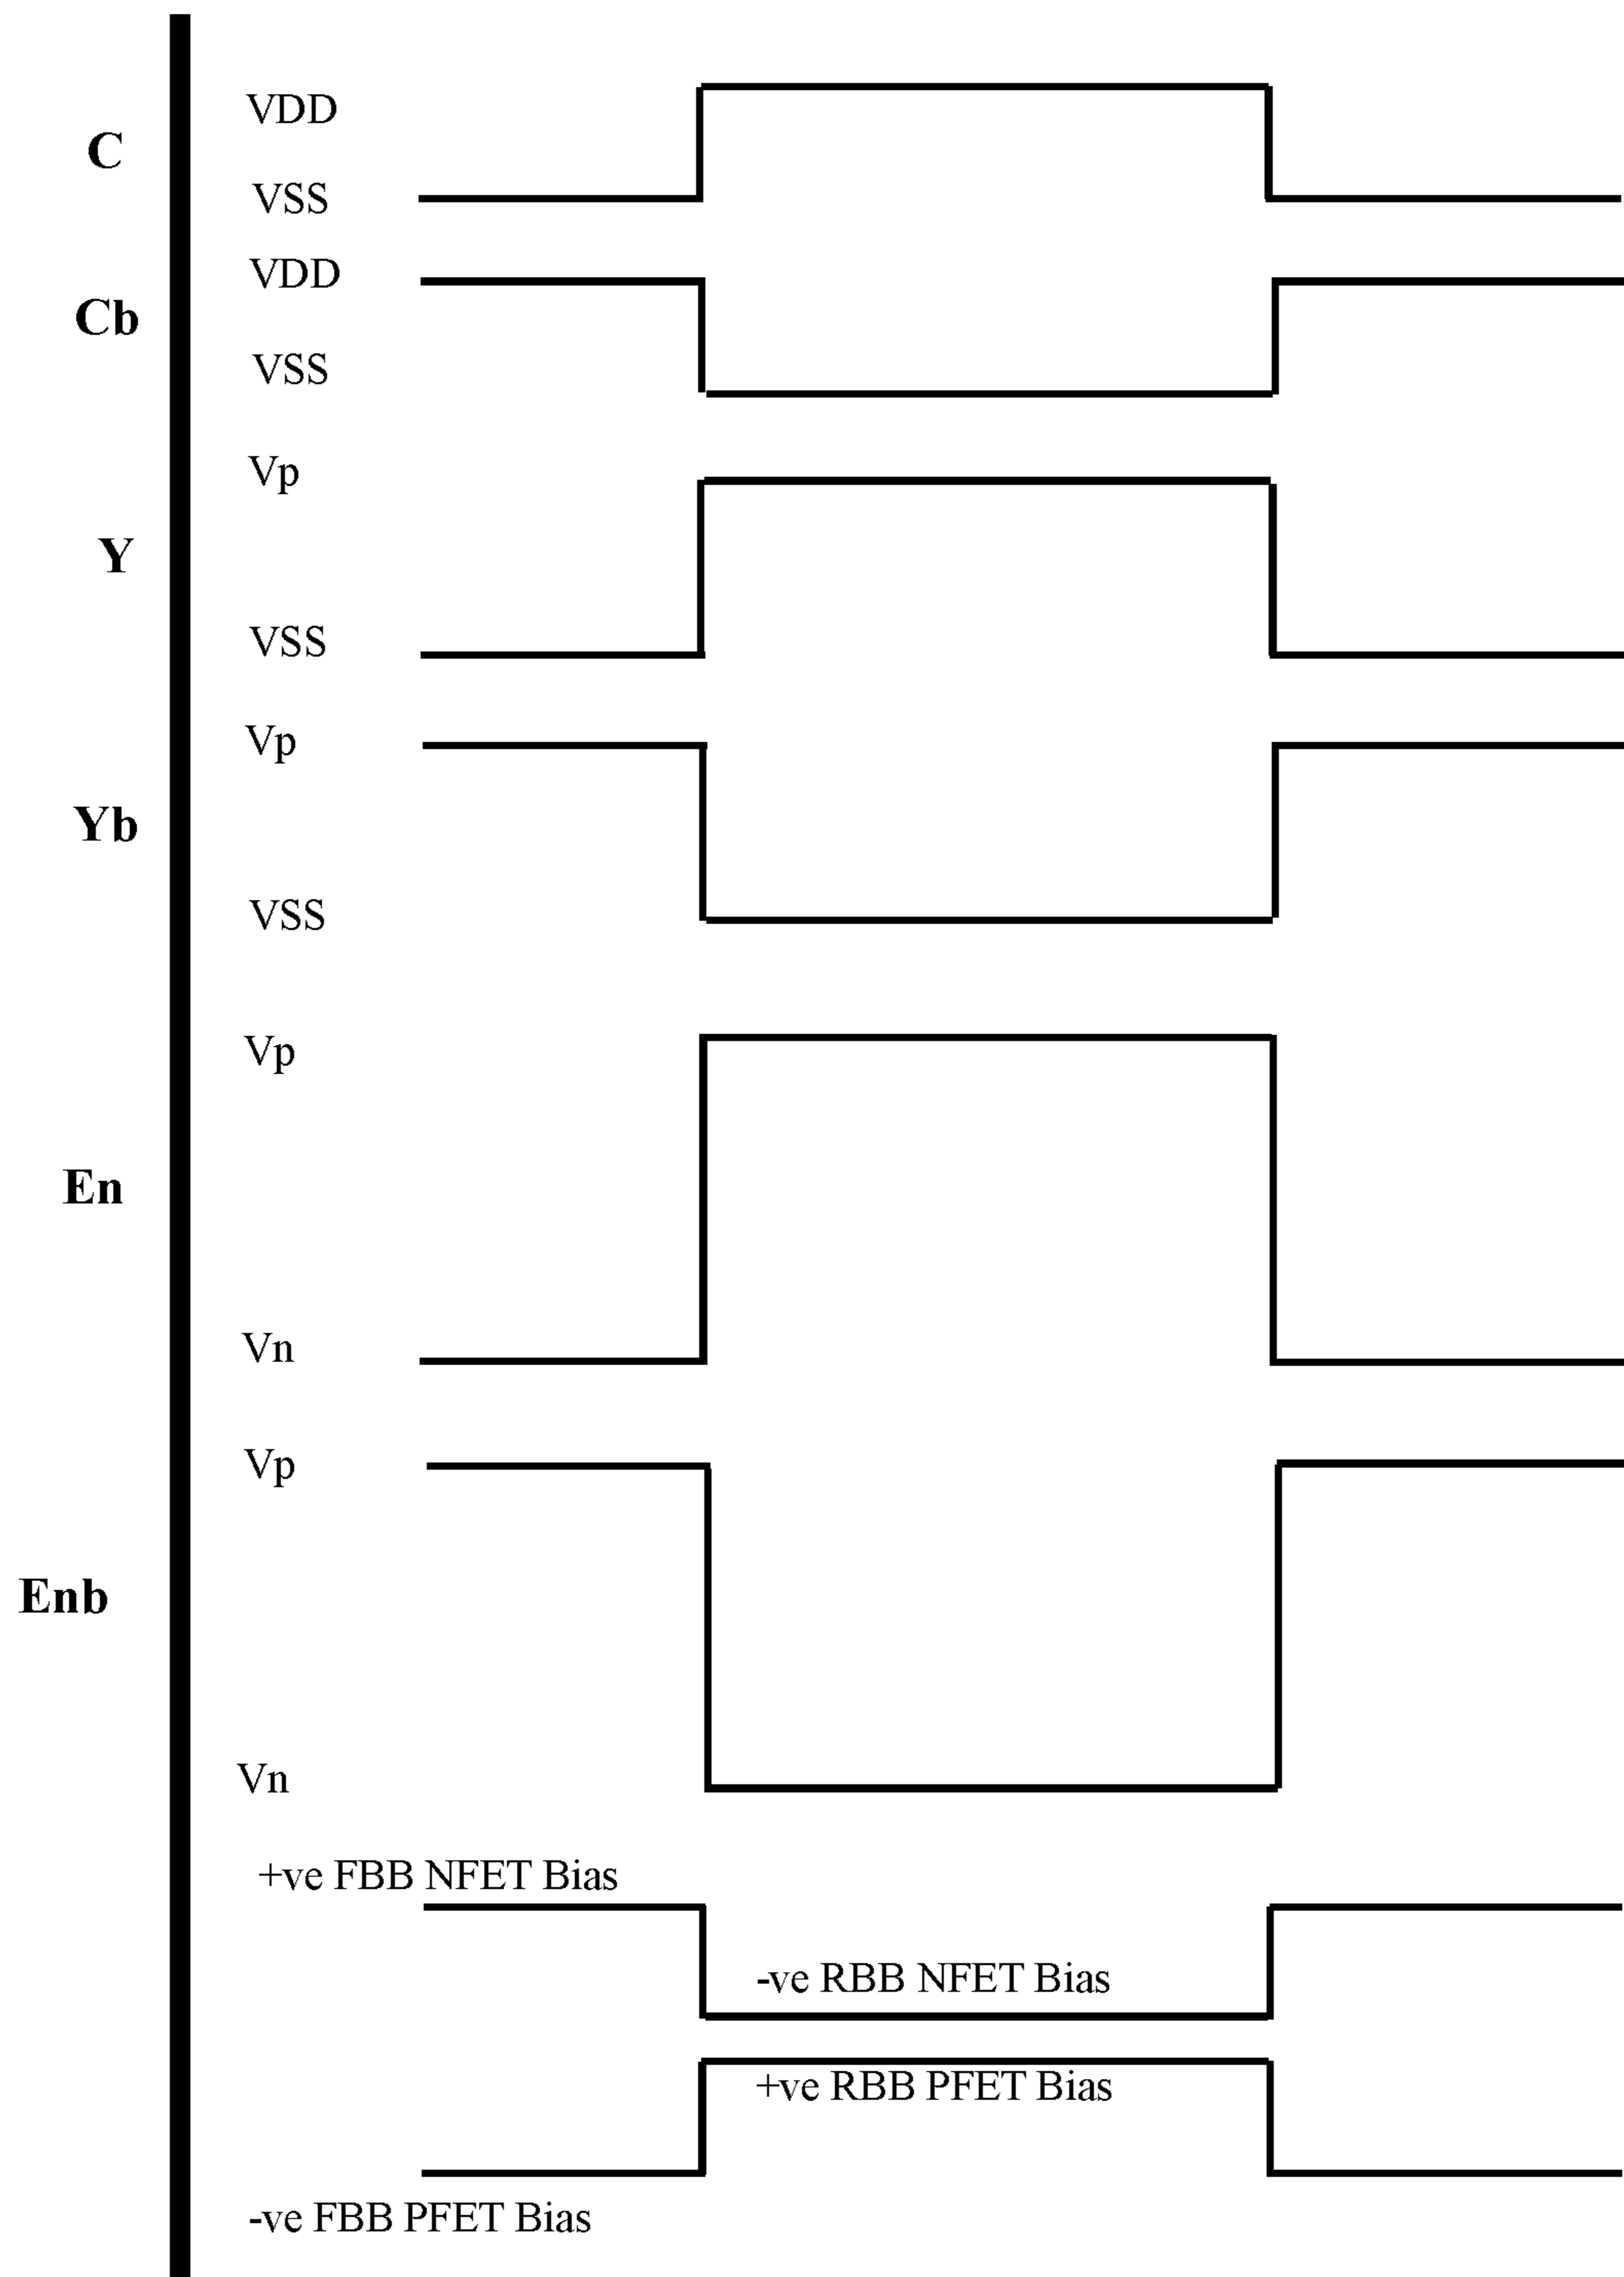 VDD
C
VSS
VDD
Cb
VSS
Vp
Y
VSS
Vp
Yb
VSS
Vp
En
Vn
Vp
Enb
Vn
+ve FBB NFET Bias
-ve RBB NFET Bias
+ve RBB PFET Bias
-ve FBB PFET Bias